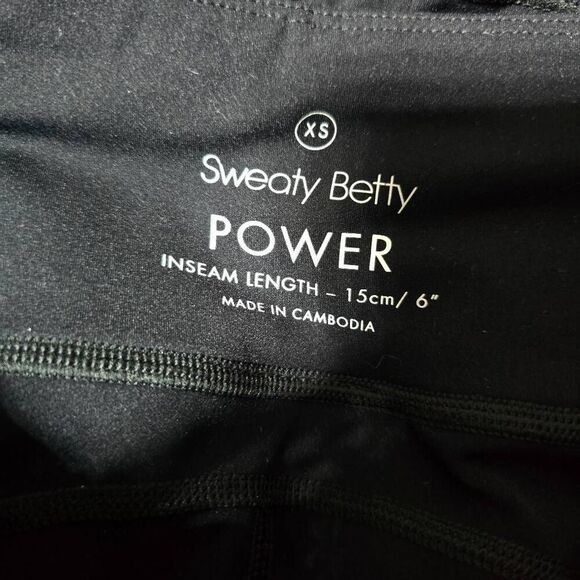 XS
Sweaty Betty
POWER
INSEAM LENGTH – 15cm/ 6"
MADE IN CAMBODIA